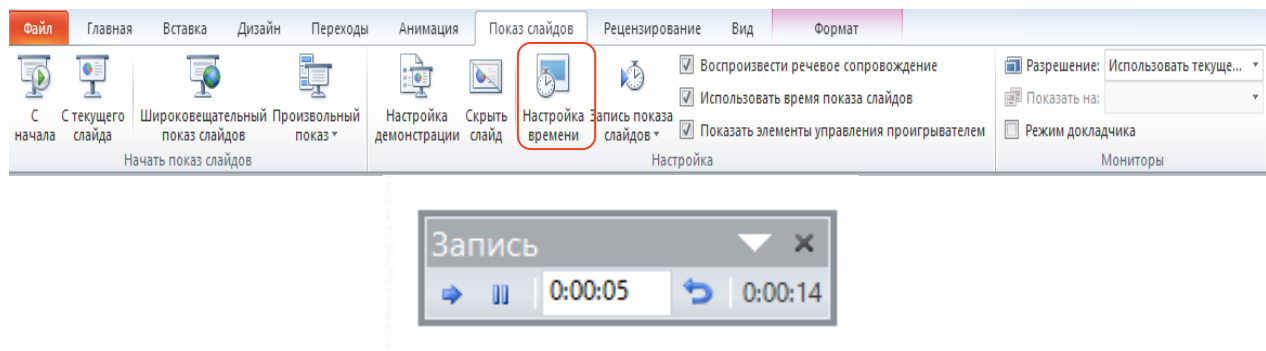 Файл Главная Вставка Дизайн Переходы Анимация Показ слайдов Рецензирование Вид Формат
С начала
С текущего слайда
Широковещательный показ слайдов
Произвольный показ
Начать показ слайдов
Настройка демонстрации
Скрыть слайд
Настройка времени
Запись показа слайдов
Воспроизвести речевое сопровождение
Использовать время показа слайдов
Показать элементы управления проигрывателем
Настройка
Разрешение: Использовать текуще...
Показать на:
Режим докладчика
Мониторы
Запись
0:00:05 0:00:14